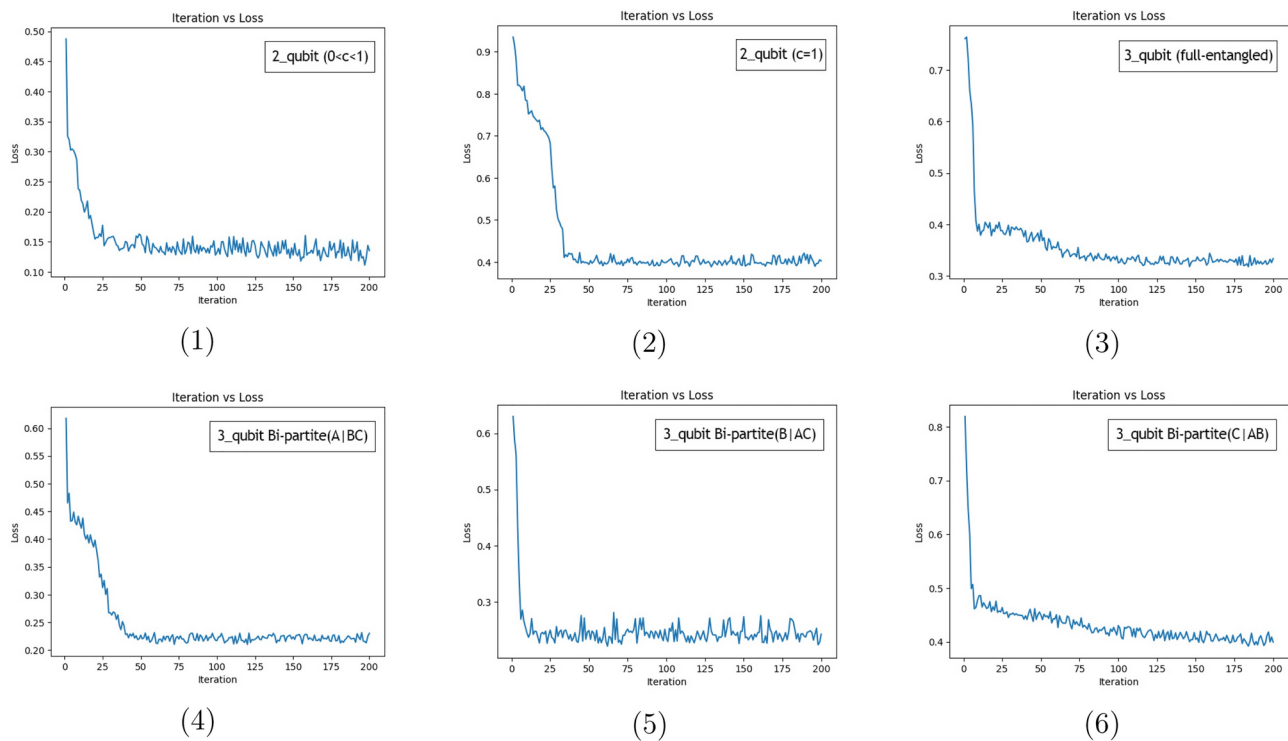 Iteration vs Loss
2_qubit (0<c<1)
Loss
0.50
0.45
0.40
0.35
0.30
0.25
0.20
0.15
0.10
0 25 50 75 100 125 150 175 200
Iteration
(1)
Iteration vs Loss
2_qubit (c=1)
Loss
0.9
0.8
0.7
0.6
0.5
0.4
0 25 50 75 100 125 150 175 200
Iteration
(2)
Iteration vs Loss
3_qubit (full-entangled)
Loss
0.7
0.6
0.5
0.4
0.3
0 25 50 75 100 125 150 175 200
Iteration
(3)
Iteration vs Loss
3_qubit Bi-partite(A|BC)
Loss
0.60
0.55
0.50
0.45
0.40
0.35
0.30
0.25
0.20
0 25 50 75 100 125 150 175 200
Iteration
(4)
Iteration vs Loss
3_qubit Bi-partite(B|AC)
Loss
0.6
0.5
0.4
0.3
0 25 50 75 100 125 150 175 200
Iteration
(5)
Iteration vs Loss
3_qubit Bi-partite(C|AB)
Loss
0.8
0.7
0.6
0.5
0.4
0 25 50 75 100 125 150 175 200
Iteration
(6)